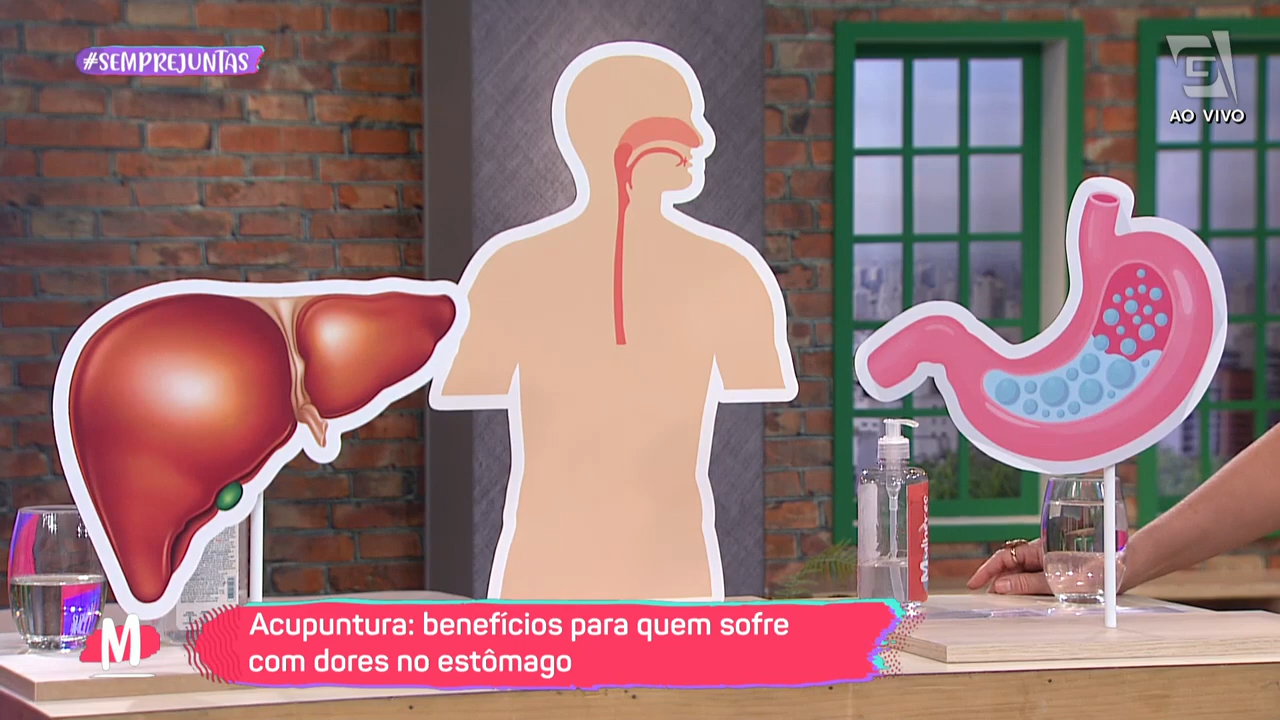 #SEMPREJUNTAS
AO VIVO
M
Acupuntura: benefícios para quem sofre
com dores no estômago